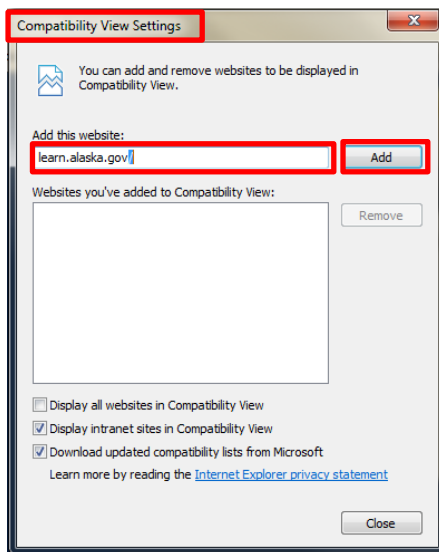 Compatibility View Settings
You can add and remove websites to be displayed in
Compatibility View.
Add this website:
learn.alaska.gov/
Add
Websites you've added to Compatibility View:
Remove
Display all websites in Compatibility View
Display intranet sites in Compatibility View
Download updated compatibility lists from Microsoft
Learn more by reading the Internet Explorer privacy statement
Close